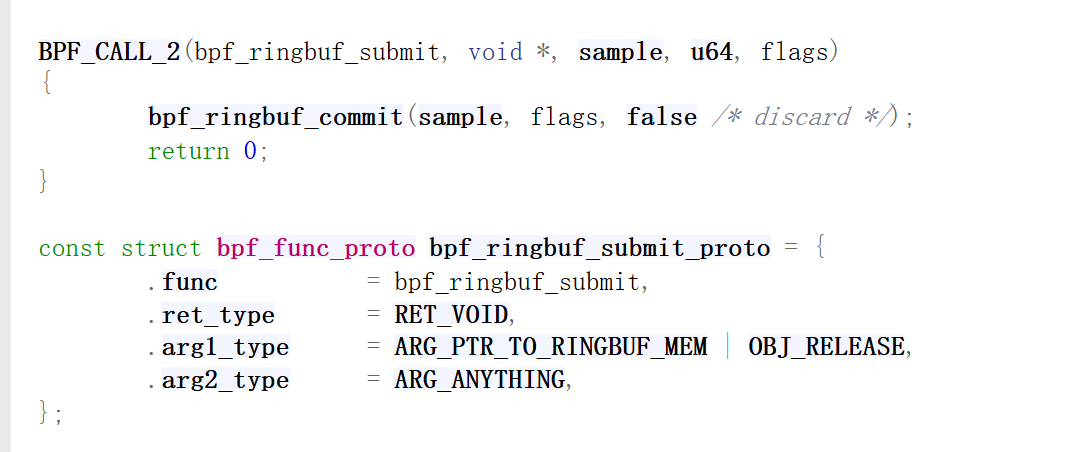 BPF_CALL_2(bpf_ringbuf_submit, void *, sample, u64, flags)
{
        bpf_ringbuf_commit(sample, flags, false /* discard */);
        return 0;
}

const struct bpf_func_proto bpf_ringbuf_submit_proto = {
        .func           = bpf_ringbuf_submit,
        .ret_type       = RET_VOID,
        .arg1_type      = ARG_PTR_TO_RINGBUF_MEM | OBJ_RELEASE,
        .arg2_type      = ARG_ANYTHING,
};